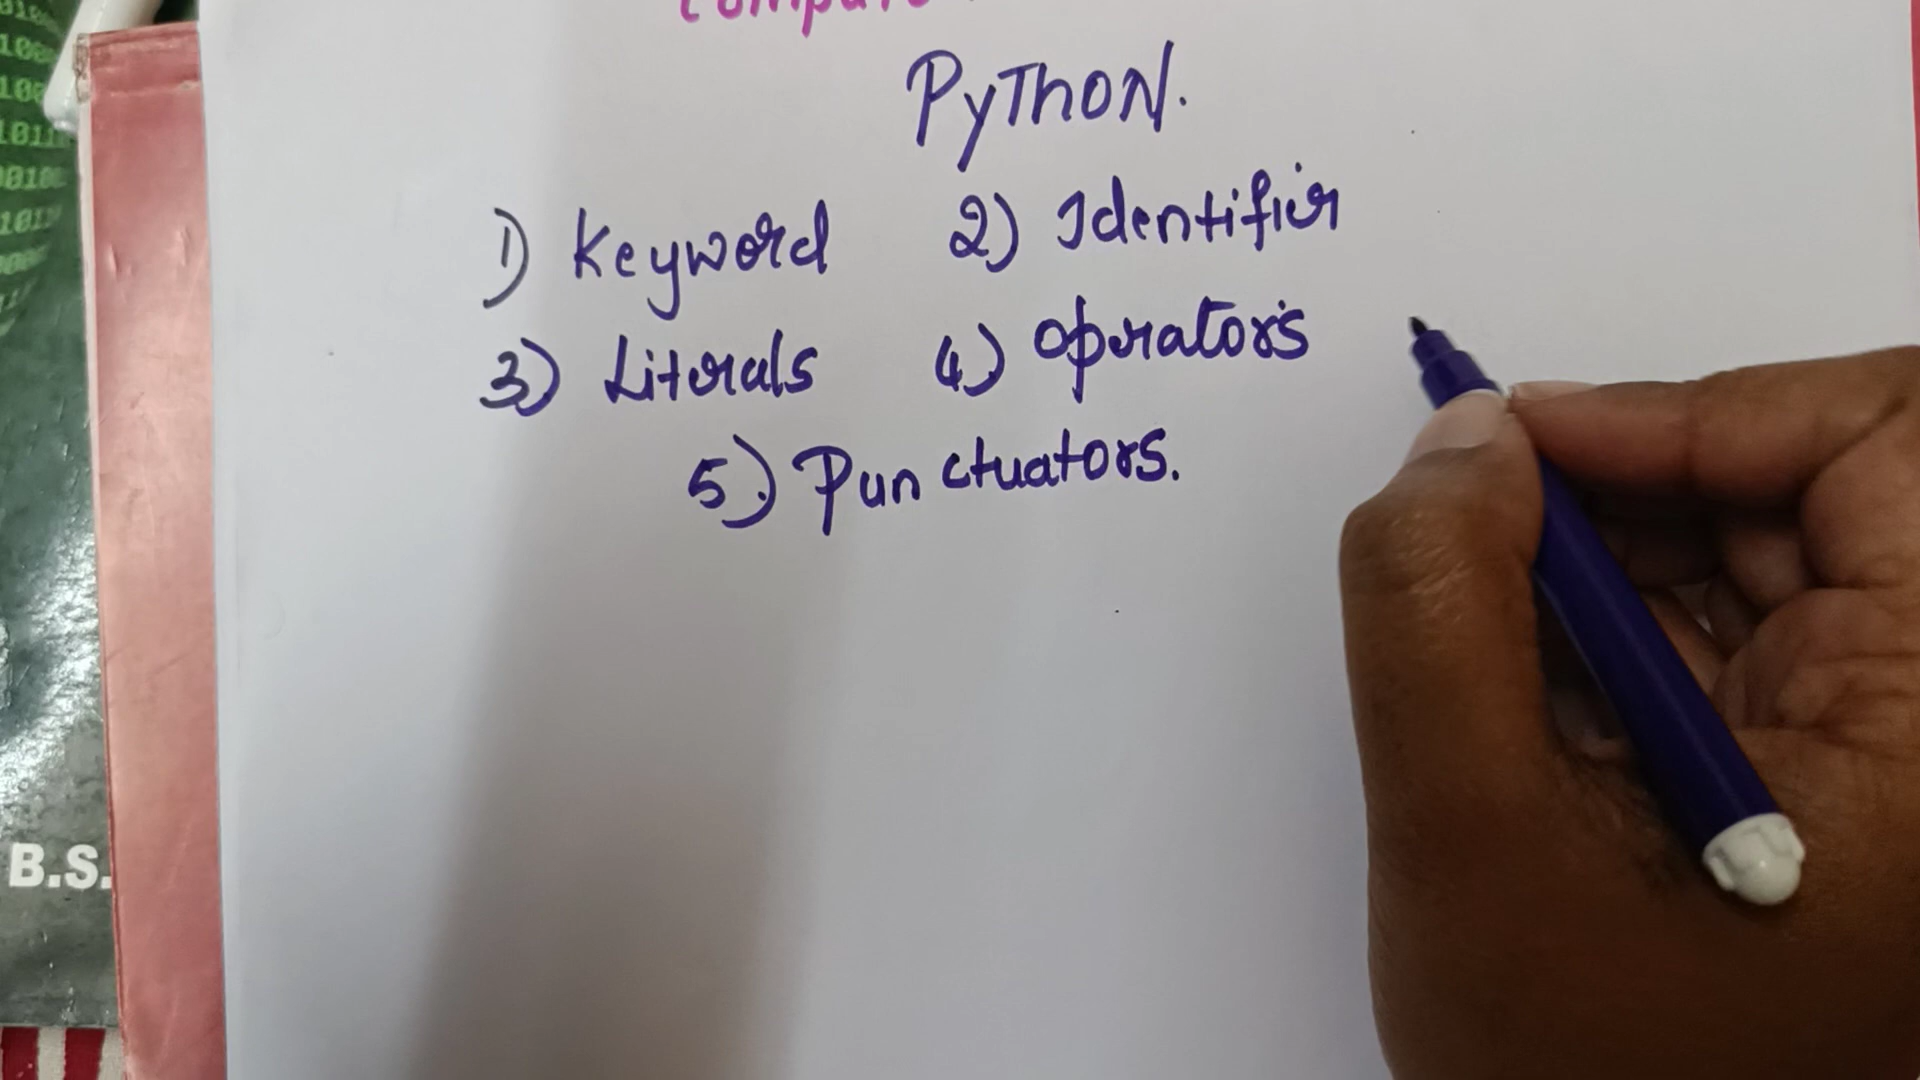 PyThON.
1) Keyword 2) Identifier
3) Literals 4) Operators
5) Punctuators.
B.S.